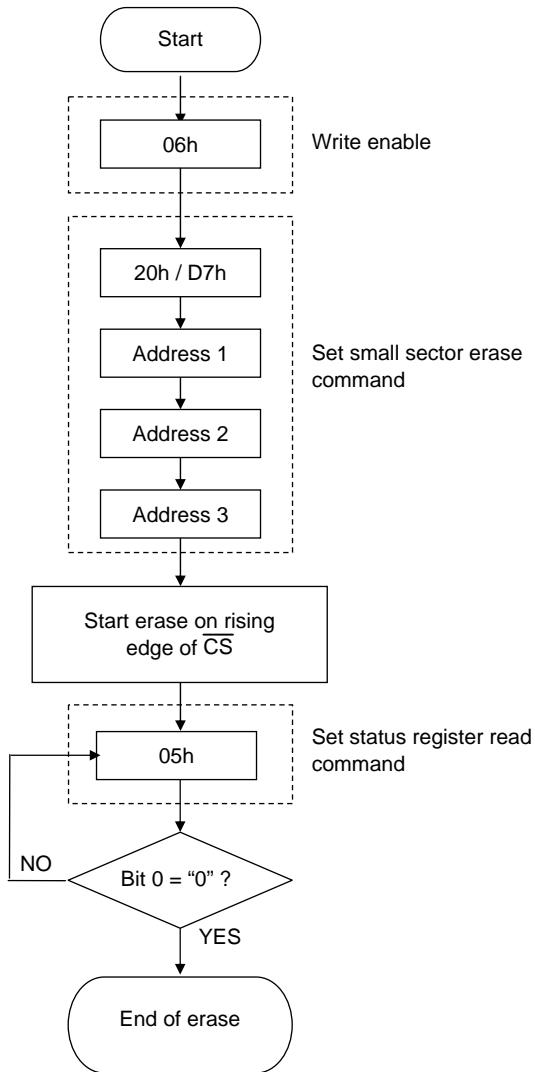 Start
06h
Write enable
20h / D7h
Address 1
Set small sector erase
command
Address 2
Address 3
Start erase on rising
edge of C̅S̅
Set status register read
command
05h
NO
Bit 0 = “0” ?
YES
End of erase